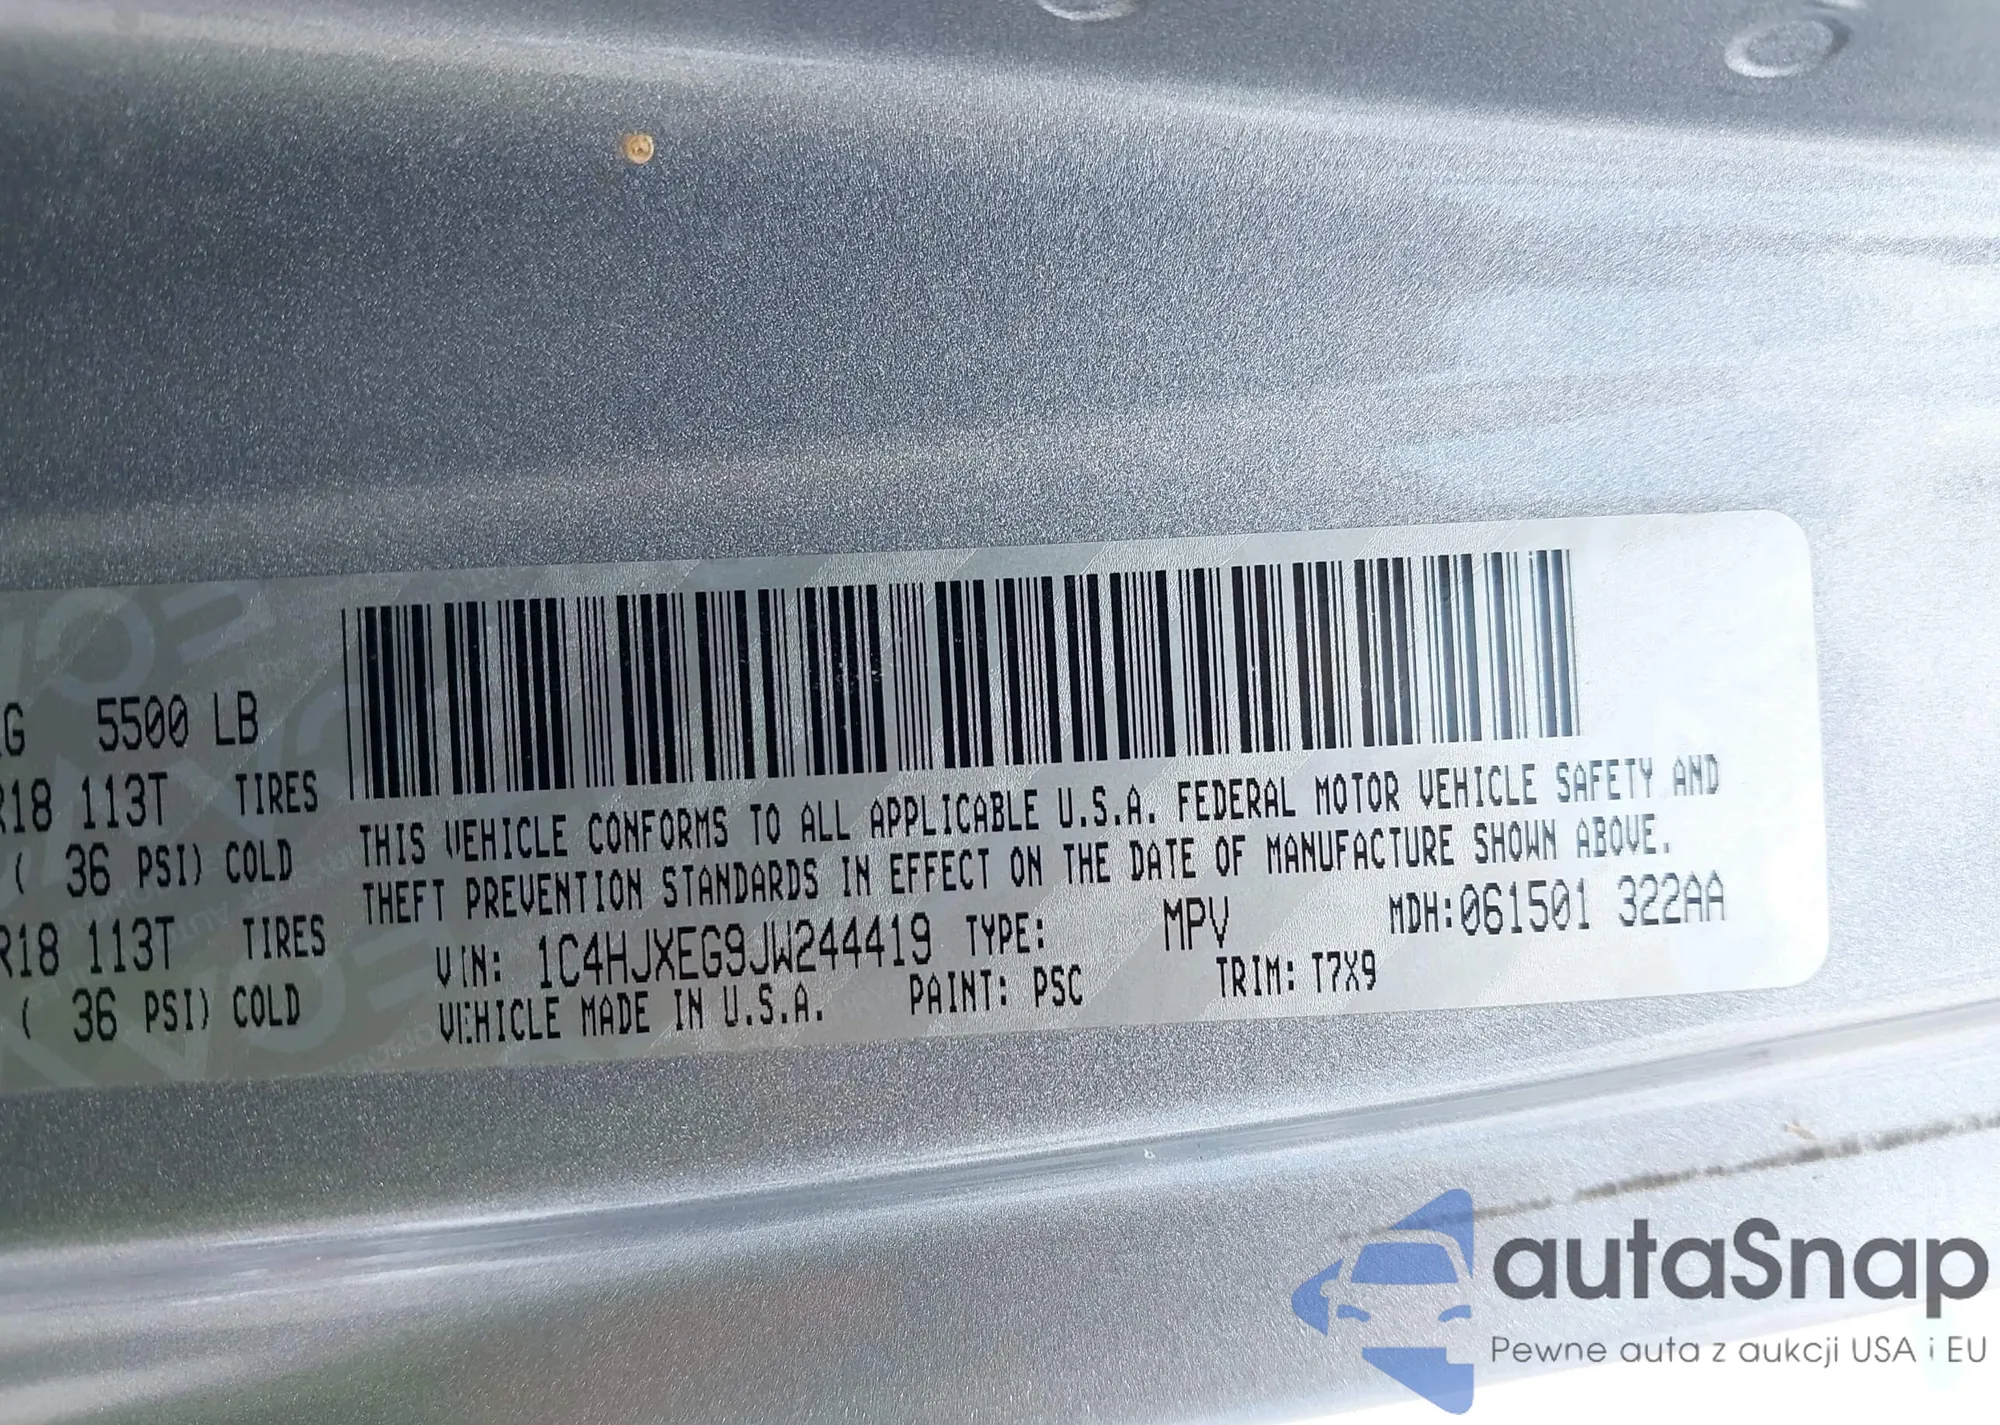 5500 LB
R18 113T TIRES
( 36 PSI) COLD
R18 113T TIRES
( 36 PSI) COLD
THIS VEHICLE CONFORMS TO ALL APPLICABLE U.S.A. FEDERAL MOTOR VEHICLE SAFETY AND
THEFT PREVENTION STANDARDS IN EFFECT ON THE DATE OF MANUFACTURE SHOWN ABOVE.
VIN: 1C4HJXEG9JW244419 TYPE: MPV MDH:061501 322AA
VEHICLE MADE IN U.S.A. PAINT: PSC TRIM: T7X9
autaSnap
Pewne auta z aukcji USA i EU